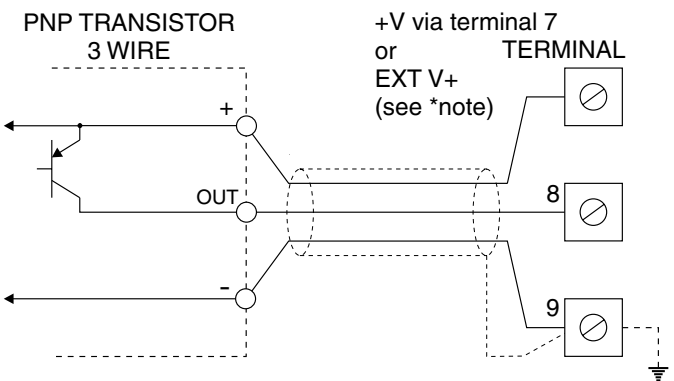 PNP TRANSISTOR
3 WIRE
+V via terminal 7
or
EXT V+
(see *note)
TERMINAL
+
OUT
8
-
9